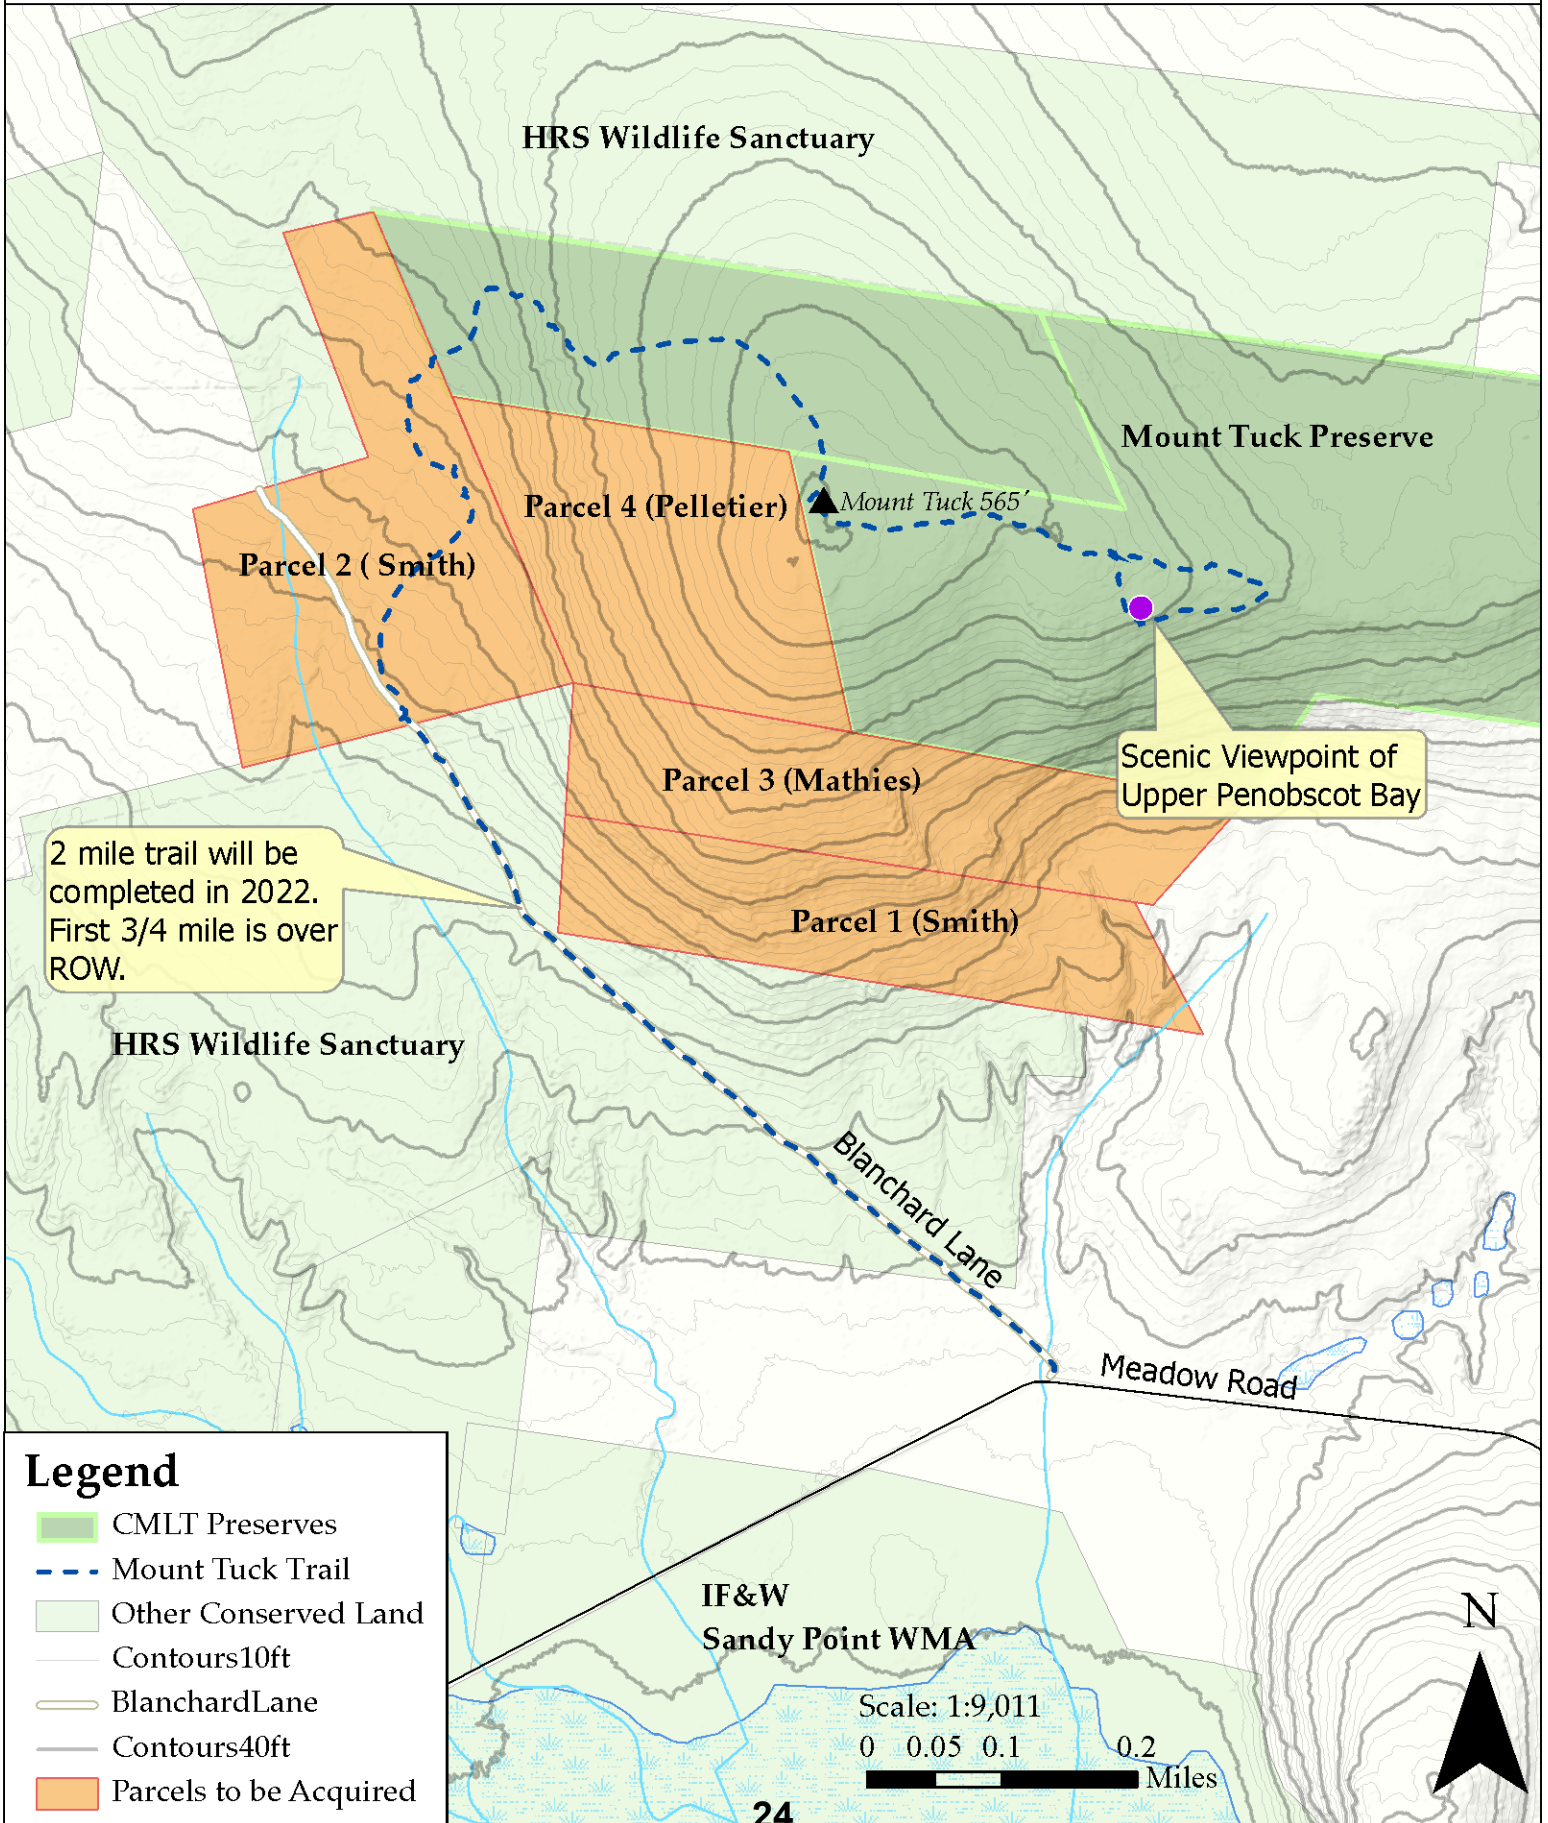 HRS Wildlife Sanctuary
Mount Tuck Preserve
Parcel 4 (Pelletier)
Mount Tuck 565'
Parcel 2 ( Smith)
Scenic Viewpoint of
Upper Penobscot Bay
Parcel 3 (Mathies)
2 mile trail will be
completed in 2022.
First 3/4 mile is over
ROW.
Parcel 1 (Smith)
HRS Wildlife Sanctuary
Blanchard Lane
Meadow Road
Legend
CMLT Preserves
Mount Tuck Trail
Other Conserved Land
Contours10ft
BlanchardLane
Contours40ft
Parcels to be Acquired
IF&W
Sandy Point WMA
N
Scale: 1:9,011
0 0.05 0.1 0.2
Miles
24